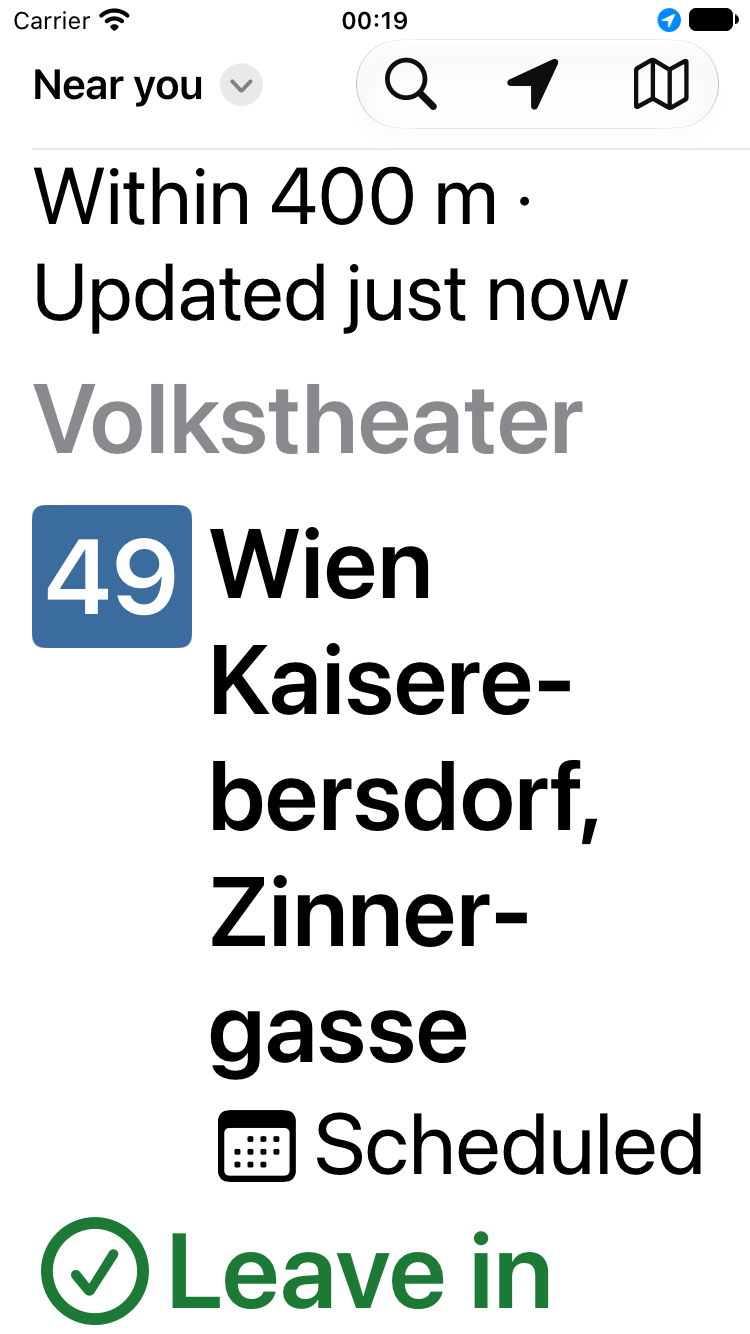 Carrier 00:19
Near you
Within 400 m ·
Updated just now
Volkstheater
49 Wien
Kaisere-
bersdorf,
Zinner-
gasse
Scheduled
Leave in